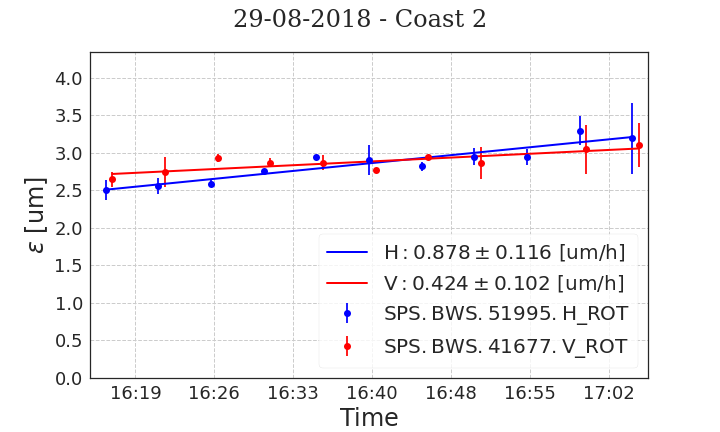 29-08-2018 - Coast 2
ε [um]
4.0
3.5
3.0
2.5
2.0
1.5
1.0
0.5
0.0
H: 0.878 ± 0.116 [um/h]
V: 0.424 ± 0.102 [um/h]
SPS. BWS. 51995. H_ROT
SPS. BWS. 41677. V_ROT
16:19 16:26 16:33 16:40 16:48 16:55 17:02
Time